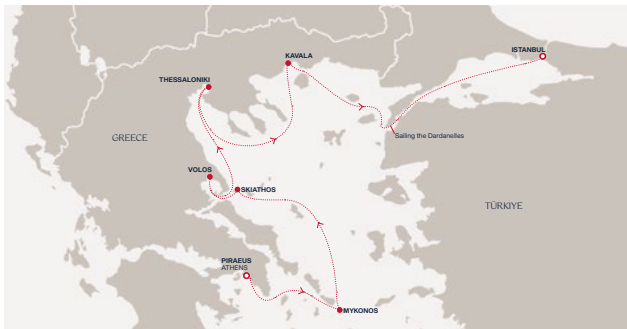 KAVALA
ISTANBUL
THESSALONIKI
GREECE
Sailing the Dardanelles
VOLOS
SKIATHOS
TÜRKIYE
PIRAEUS
ATHENS
MYKONOS